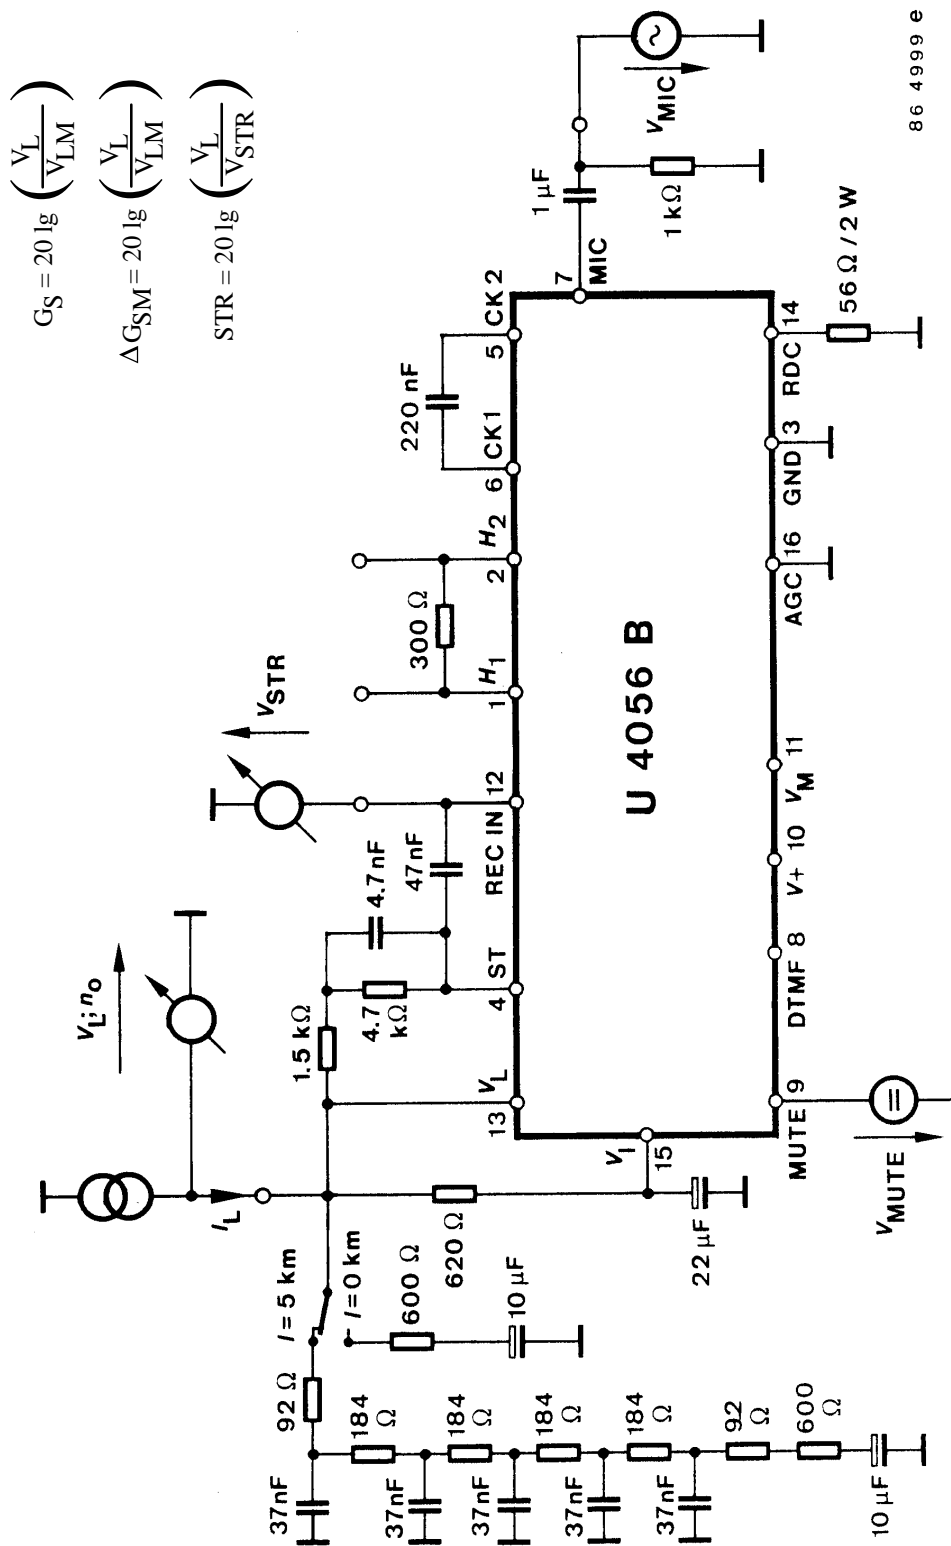 G_S = 20 lg (V_L / V_LM)
ΔG_SM = 20 lg (V_L / V_LM)
STR = 20 lg (V_L / V_STR)
V_L; n_o
I_L
l = 5 km
l = 0 km
92 Ω
600 Ω
10 µF
620 Ω
22 µF
37nF
184 Ω
37nF
184 Ω
37nF
184 Ω
37nF
184 Ω
37nF
92 Ω
600 Ω
10 µF
1.5 kΩ
4.7 kΩ
4.7nF
47nF
V_STR
300 Ω
220 nF
13 V_L
4 ST
REC IN 12
1 H_1
2 H_2
6 CK1
5 CK2
7 MIC
1 µF
1 kΩ
V_MIC
U 4056 B
V_I 15
MUTE 9
DTMF 8
V+ 10
V_M 11
AGC 16
GND 3
RDC 14
56 Ω / 2 W
V_MUTE
86 4999 e